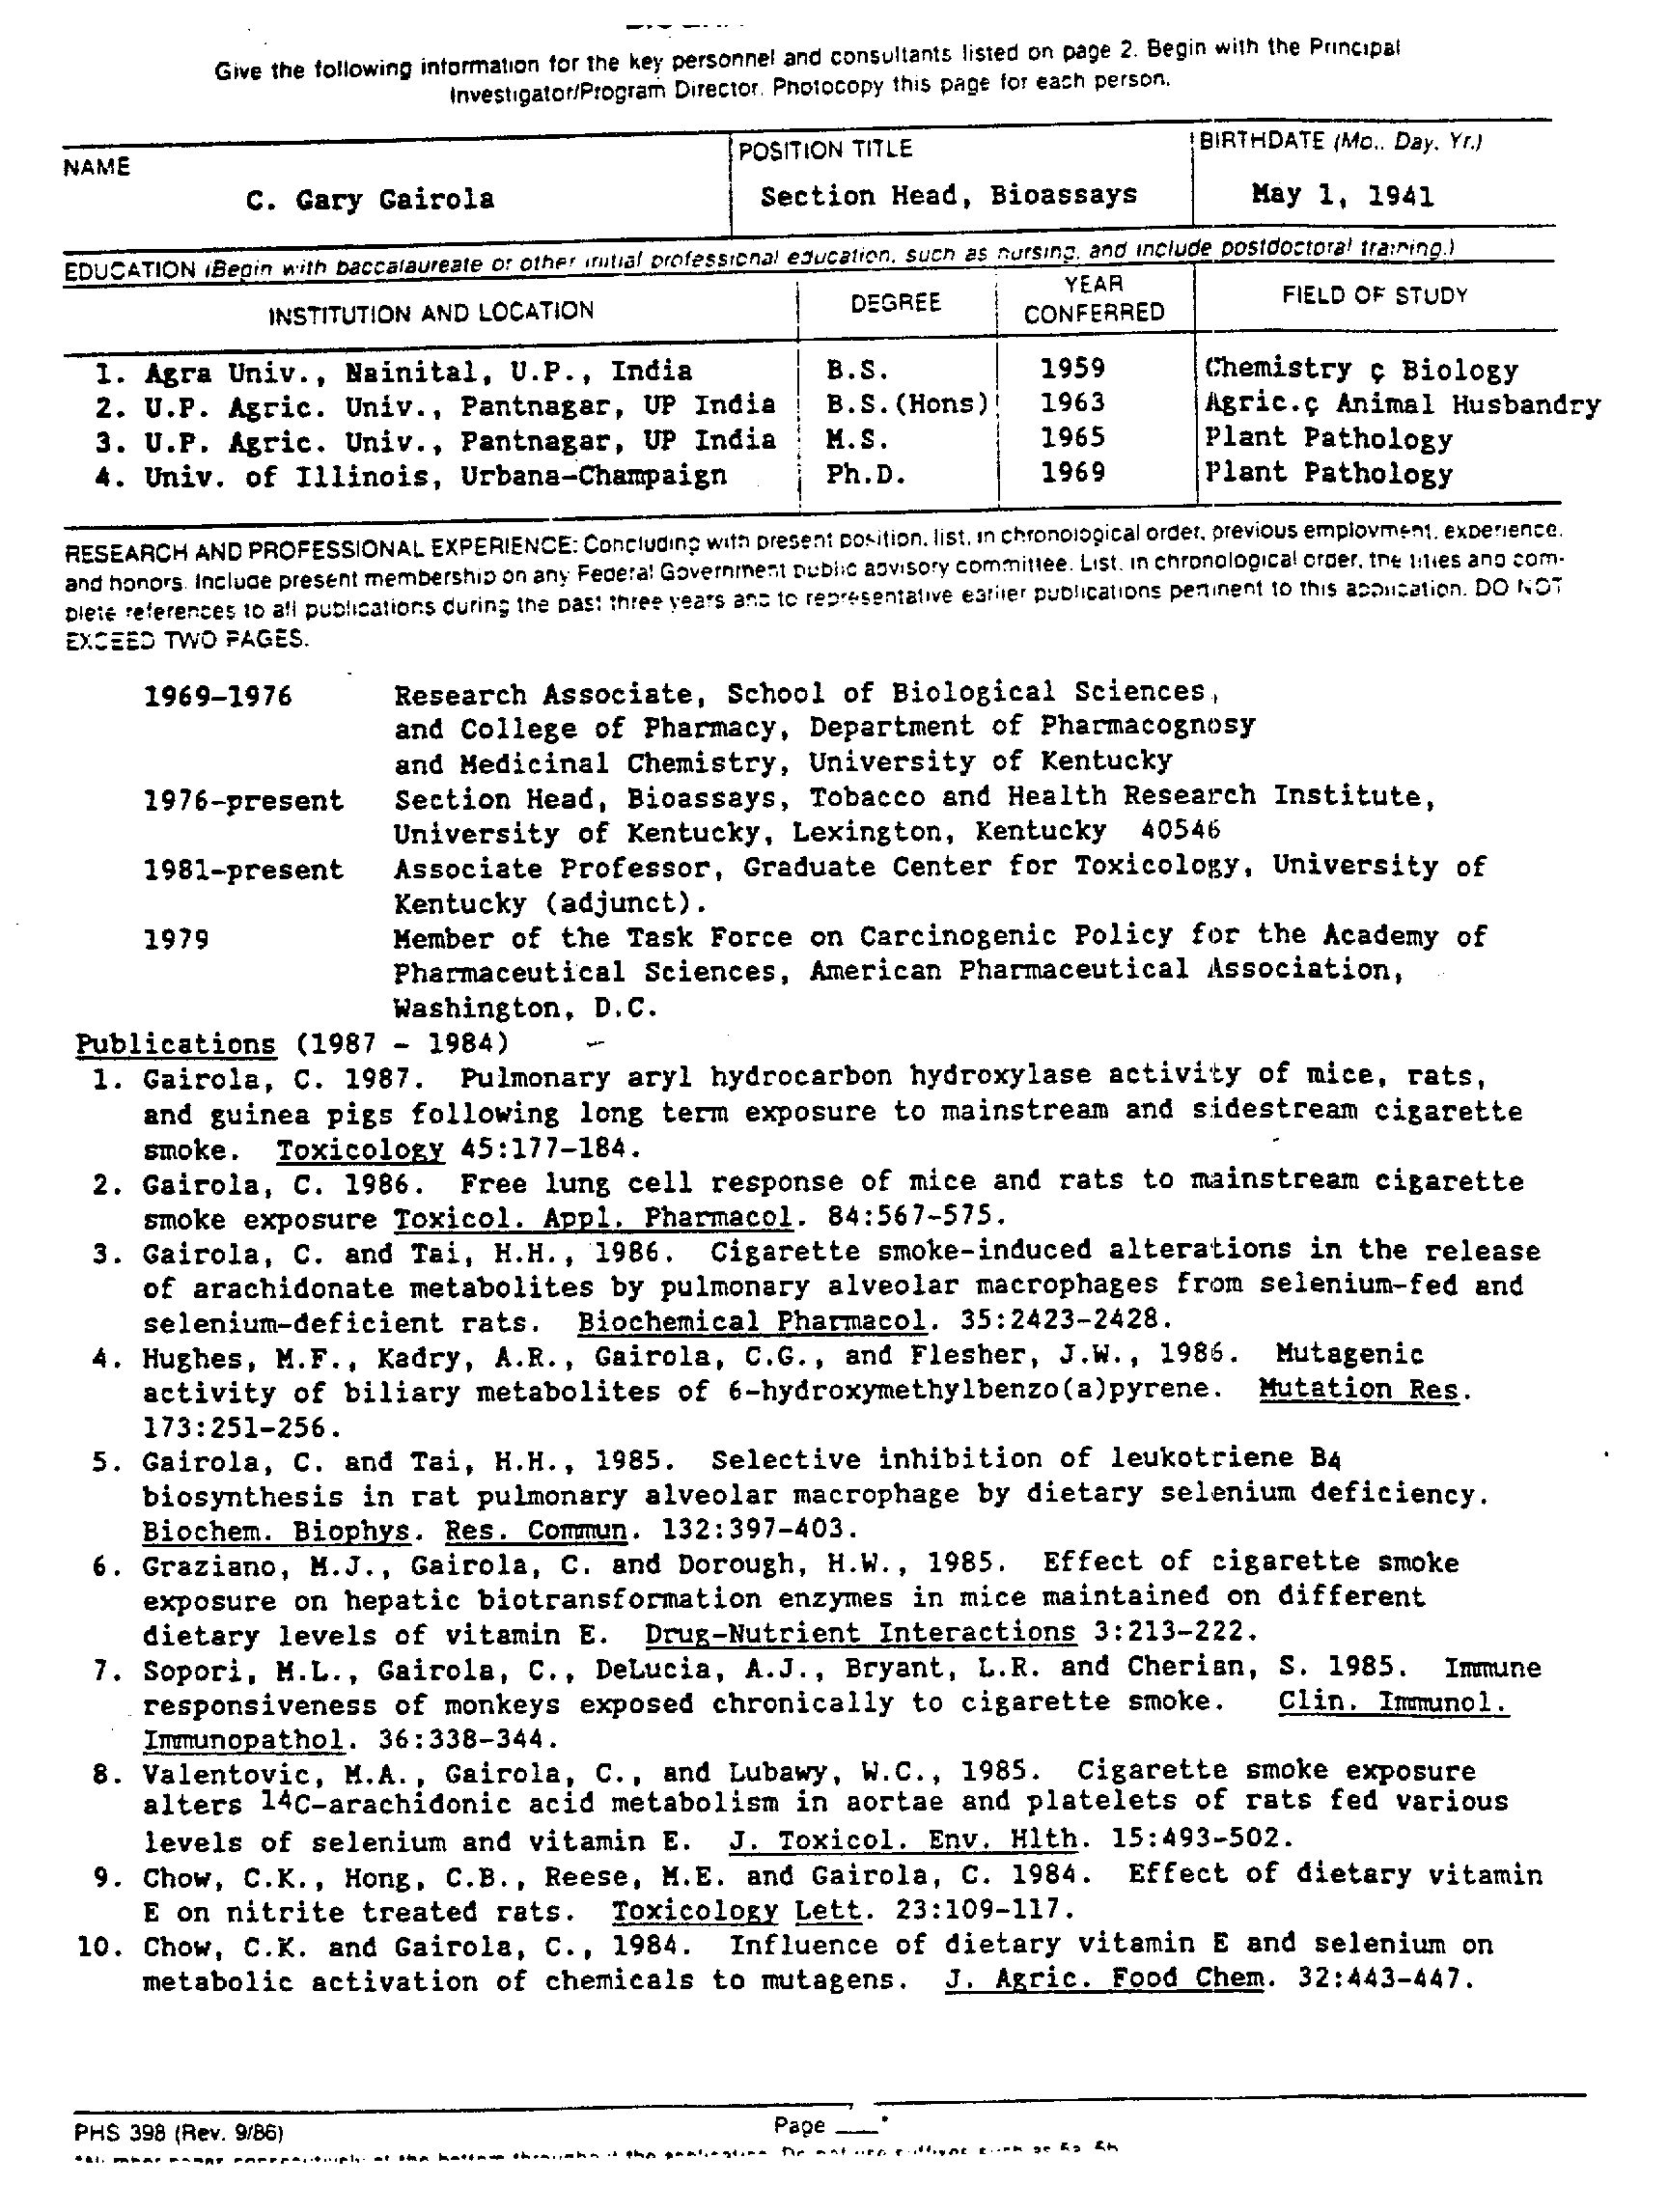 Give the following information for the key personnel and consultants listed on page 2. Begin with the Principal
Investigator/Program Director. Photocopy this page for each person.
NAME
POSITION TITLE
BIRTHDATE (Mo., Day, Yr.)
C. Gary Gairola
Section Head, Bioassays
May 1, 1941
EDUCATION (Begin with baccalaureate or other initial professional education, such as nursing, and include postdoctoral training.)
INSTITUTION AND LOCATION
DEGREE
YEAR
CONFERRED
FIELD OF STUDY
1. Agra Univ., Nainital, U.P., India B.S. 1959 Chemistry ç Biology
2. U.P. Agric. Univ., Pantnagar, UP India B.S.(Hons) 1963 Agric.ç Animal Husbandry
3. U.P. Agric. Univ., Pantnagar, UP India M.S. 1965 Plant Pathology
4. Univ. of Illinois, Urbana-Champaign Ph.D. 1969 Plant Pathology
RESEARCH AND PROFESSIONAL EXPERIENCE: Concluding with present position, list, in chronological order, previous employment, experience,
and honors. Include present membership on any Federal Government public advisory committee. List, in chronological order, the titles and com-
plete references to all publications during the past three years and to representative earlier publications pertinent to this application. DO NOT
EXCEED TWO PAGES.
1969-1976 Research Associate, School of Biological Sciences,
and College of Pharmacy, Department of Pharmacognosy
and Medicinal Chemistry, University of Kentucky
1976-present Section Head, Bioassays, Tobacco and Health Research Institute,
University of Kentucky, Lexington, Kentucky 40546
1981-present Associate Professor, Graduate Center for Toxicology, University of
Kentucky (adjunct).
1979 Member of the Task Force on Carcinogenic Policy for the Academy of
Pharmaceutical Sciences, American Pharmaceutical Association,
Washington, D.C.
Publications (1987 - 1984)
1. Gairola, C. 1987. Pulmonary aryl hydrocarbon hydroxylase activity of mice, rats,
and guinea pigs following long term exposure to mainstream and sidestream cigarette
smoke. Toxicology 45:177-184.
2. Gairola, C. 1986. Free lung cell response of mice and rats to mainstream cigarette
smoke exposure Toxicol. Appl. Pharmacol. 84:567-575.
3. Gairola, C. and Tai, H.H., 1986. Cigarette smoke-induced alterations in the release
of arachidonate metabolites by pulmonary alveolar macrophages from selenium-fed and
selenium-deficient rats. Biochemical Pharmacol. 35:2423-2428.
4. Hughes, M.F., Kadry, A.R., Gairola, C.G., and Flesher, J.W., 1986. Mutagenic
activity of biliary metabolites of 6-hydroxymethylbenzo(a)pyrene. Mutation Res.
173:251-256.
5. Gairola, C. and Tai, H.H., 1985. Selective inhibition of leukotriene B4
biosynthesis in rat pulmonary alveolar macrophage by dietary selenium deficiency.
Biochem. Biophys. Res. Commun. 132:397-403.
6. Graziano, M.J., Gairola, C. and Dorough, H.W., 1985. Effect of cigarette smoke
exposure on hepatic biotransformation enzymes in mice maintained on different
dietary levels of vitamin E. Drug-Nutrient Interactions 3:213-222.
7. Sopori, M.L., Gairola, C., DeLucia, A.J., Bryant, L.R. and Cherian, S. 1985. Immune
responsiveness of monkeys exposed chronically to cigarette smoke. Clin. Immunol.
Immunopathol. 36:338-344.
8. Valentovic, M.A., Gairola, C., and Lubawy, W.C., 1985. Cigarette smoke exposure
alters 14C-arachidonic acid metabolism in aortae and platelets of rats fed various
levels of selenium and vitamin E. J. Toxicol. Env. Hlth. 15:493-502.
9. Chow, C.K., Hong, C.B., Reese, M.E. and Gairola, C. 1984. Effect of dietary vitamin
E on nitrite treated rats. Toxicology Lett. 23:109-117.
10. Chow, C.K. and Gairola, C., 1984. Influence of dietary vitamin E and selenium on
metabolic activation of chemicals to mutagens. J. Agric. Food Chem. 32:443-447.
PHS 398 (Rev. 9/86)
Page ___*